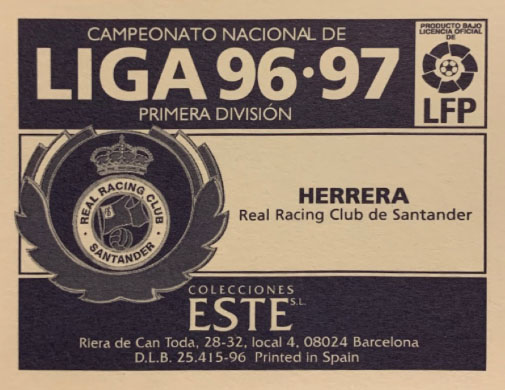 CAMPEONATO NACIONAL DE
LIGA 96·97
PRIMERA DIVISIÓN
PRODUCTO BAJO
LICENCIA OFICIAL
DE
LFP
REAL RACING CLUB
SANTANDER
HERRERA
Real Racing Club de Santander
COLECCIONES
ESTE S.L.
Riera de Can Toda, 28-32, local 4, 08024 Barcelona
D.L.B. 25.415-96 Printed in Spain